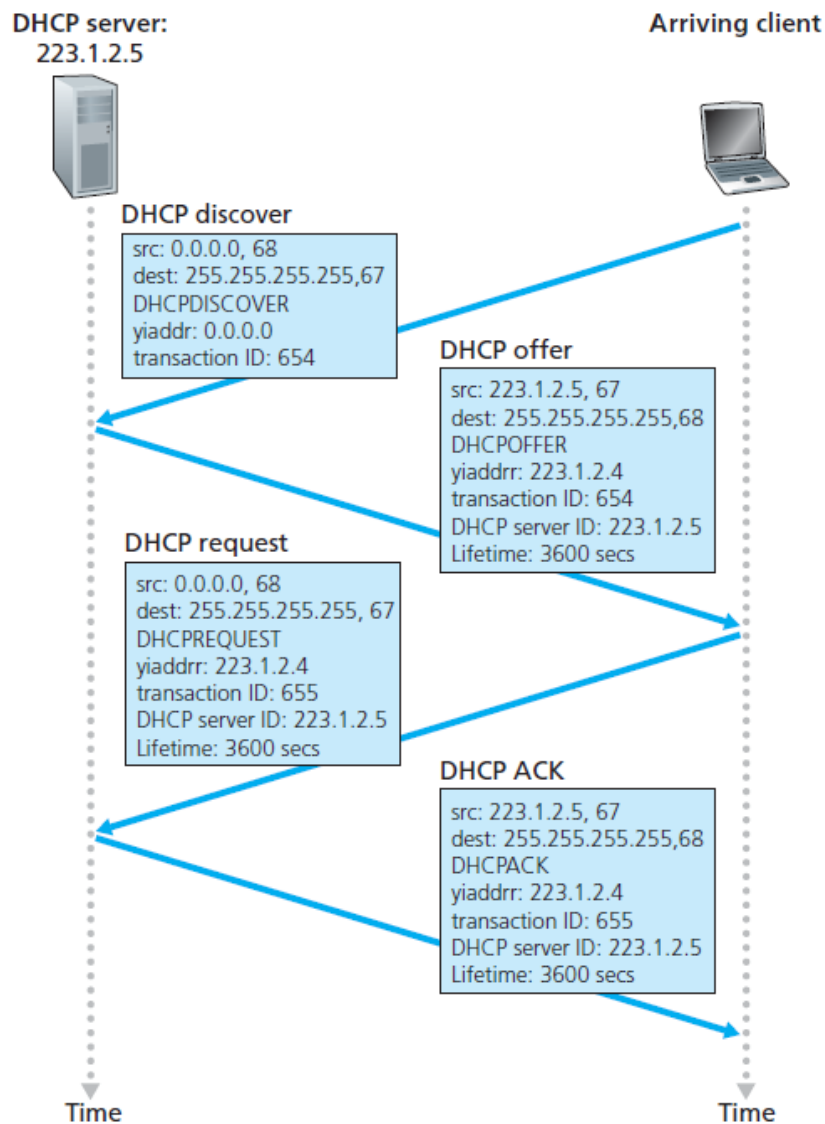 DHCP server:
223.1.2.5
Arriving client
DHCP discover
src: 0.0.0.0, 68
dest: 255.255.255.255,67
DHCPDISCOVER
yiaddr: 0.0.0.0
transaction ID: 654
DHCP offer
src: 223.1.2.5, 67
dest: 255.255.255.255,68
DHCPOFFER
yiaddrr: 223.1.2.4
transaction ID: 654
DHCP server ID: 223.1.2.5
Lifetime: 3600 secs
DHCP request
src: 0.0.0.0, 68
dest: 255.255.255.255, 67
DHCPREQUEST
yiaddrr: 223.1.2.4
transaction ID: 655
DHCP server ID: 223.1.2.5
Lifetime: 3600 secs
DHCP ACK
src: 223.1.2.5, 67
dest: 255.255.255.255,68
DHCPACK
yiaddrr: 223.1.2.4
transaction ID: 655
DHCP server ID: 223.1.2.5
Lifetime: 3600 secs
Time
Time